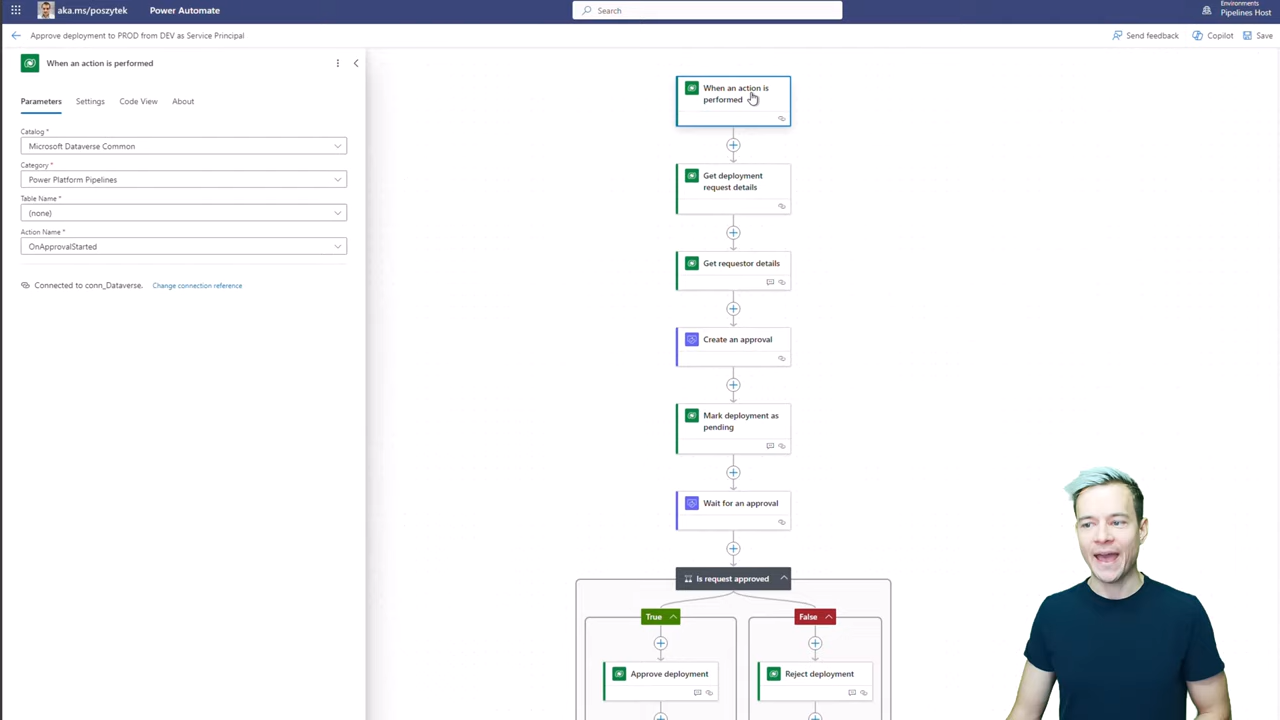 aka.ms/poszytek
Power Automate
Search
Environments
Pipelines Host
Approve deployment to PROD from DEV as Service Principal
Send feedback
Copilot
Save
When an action is performed
Parameters
Settings
Code View
About
Catalog *
Microsoft Dataverse Common
Category *
Power Platform Pipelines
Table Name *
(none)
Action Name *
OnApprovalStarted
Connected to conn_Dataverse.
Change connection reference
When an action is
performed
Get deployment
request details
Get requestor details
Create an approval
Mark deployment as
pending
Wait for an approval
Is request approved
True
False
Approve deployment
Reject deployment